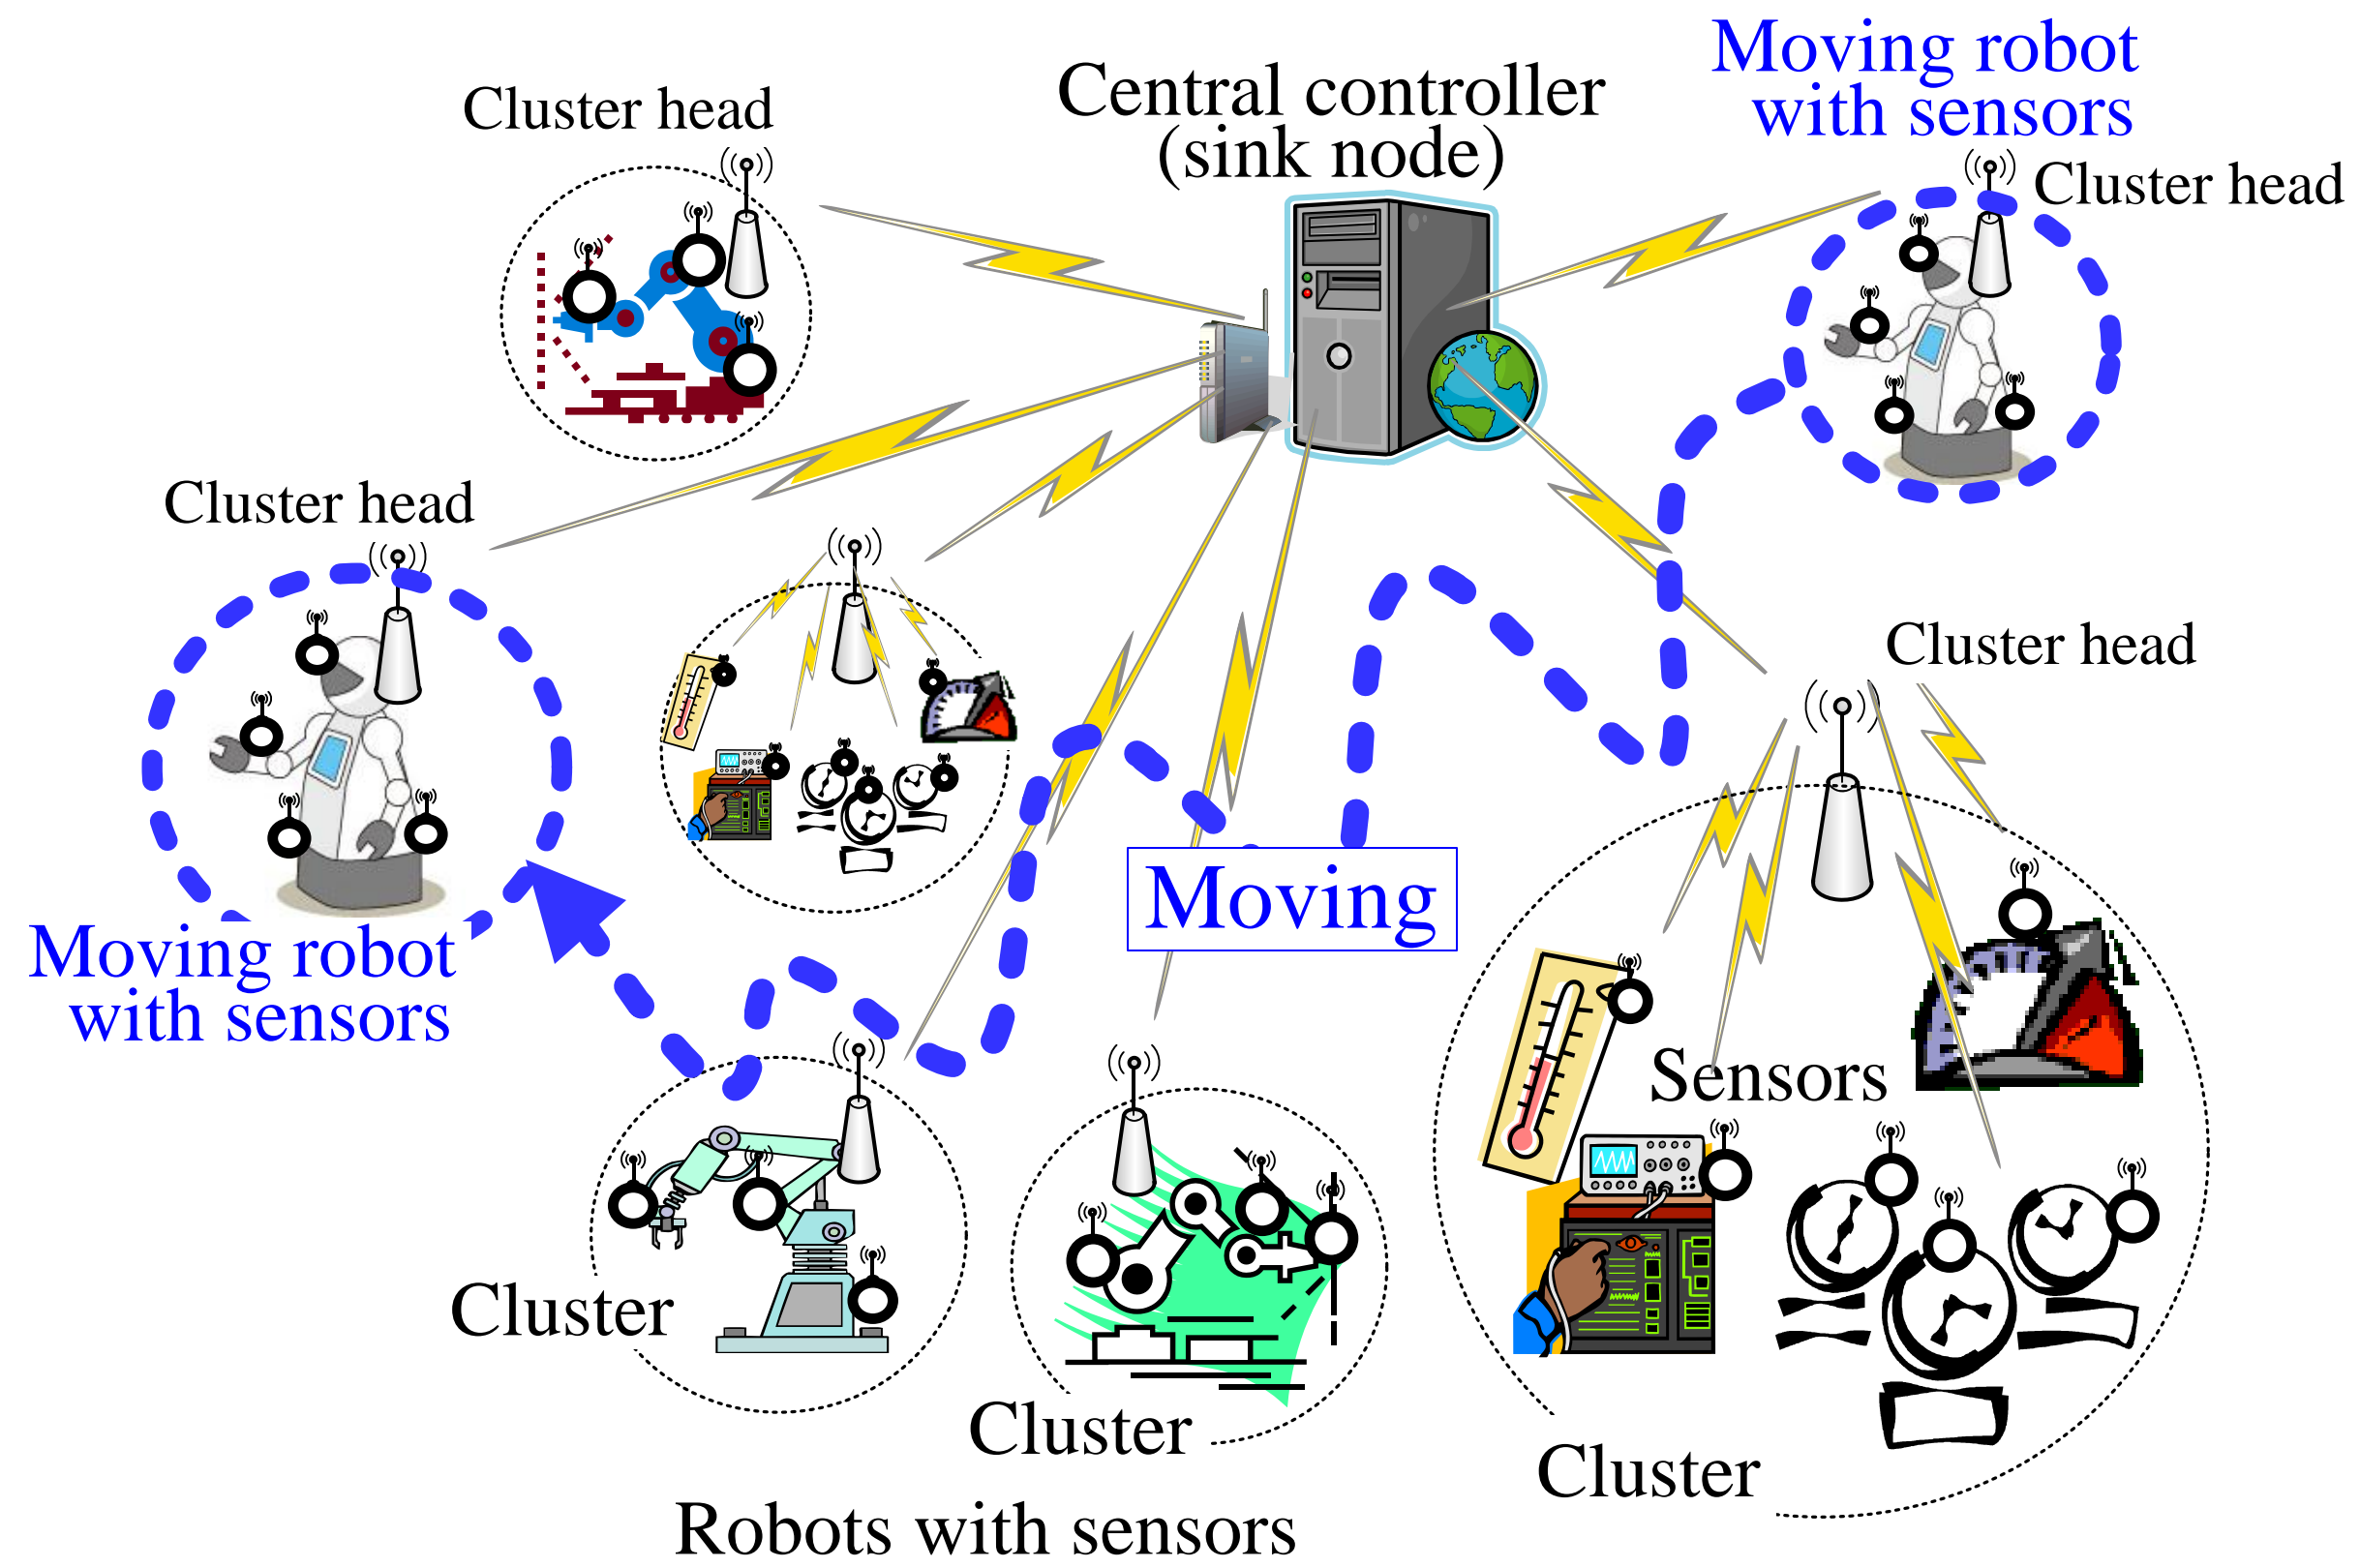 Moving robot
with sensors
Central controller
(sink node)
Cluster head
Cluster head
Cluster head
Cluster head
Moving
Moving robot
with sensors
Sensors
Cluster
Cluster
Cluster
Robots with sensors